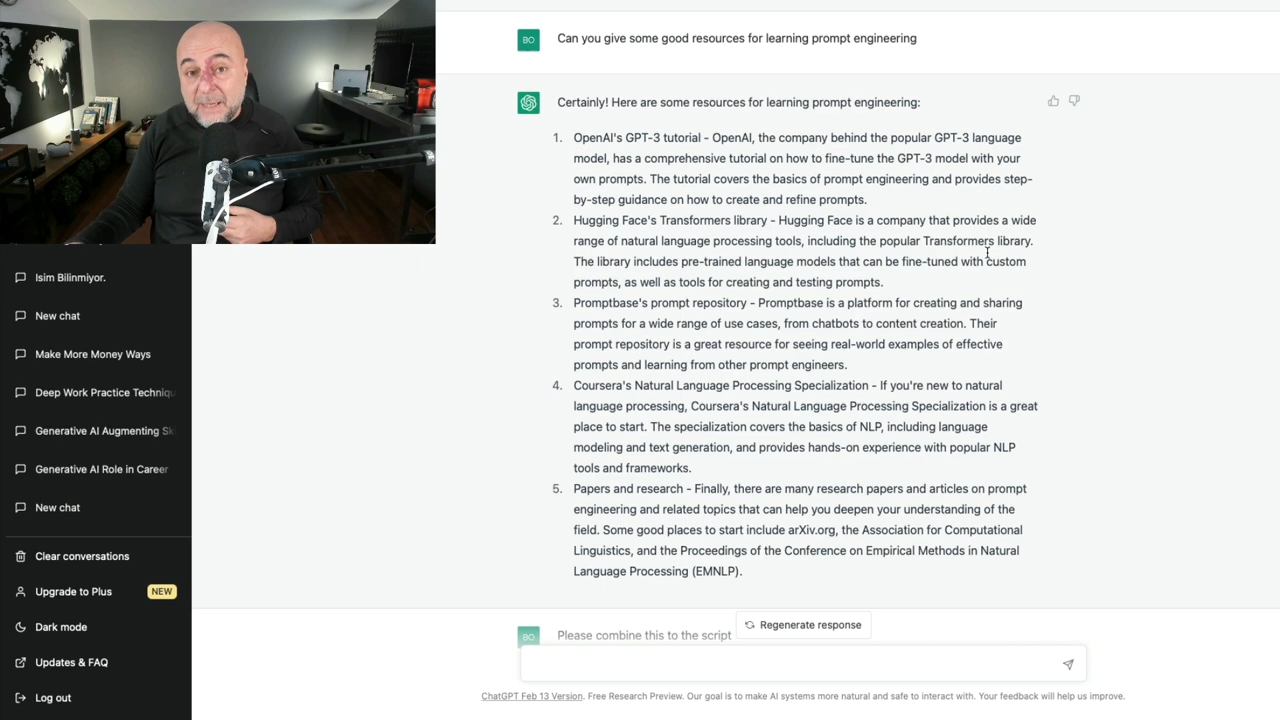 BO
Can you give some good resources for learning prompt engineering
Certainly! Here are some resources for learning prompt engineering:
1. OpenAI's GPT-3 tutorial - OpenAI, the company behind the popular GPT-3 language
model, has a comprehensive tutorial on how to fine-tune the GPT-3 model with your
own prompts. The tutorial covers the basics of prompt engineering and provides step-
by-step guidance on how to create and refine prompts.
2. Hugging Face's Transformers library - Hugging Face is a company that provides a wide
range of natural language processing tools, including the popular Transformers library.
The library includes pre-trained language models that can be fine-tuned with custom
prompts, as well as tools for creating and testing prompts.
3. Promptbase's prompt repository - Promptbase is a platform for creating and sharing
prompts for a wide range of use cases, from chatbots to content creation. Their
prompt repository is a great resource for seeing real-world examples of effective
prompts and learning from other prompt engineers.
4. Coursera's Natural Language Processing Specialization - If you're new to natural
language processing, Coursera's Natural Language Processing Specialization is a great
place to start. The specialization covers the basics of NLP, including language
modeling and text generation, and provides hands-on experience with popular NLP
tools and frameworks.
5. Papers and research - Finally, there are many research papers and articles on prompt
engineering and related topics that can help you deepen your understanding of the
field. Some good places to start include arXiv.org, the Association for Computational
Linguistics, and the Proceedings of the Conference on Empirical Methods in Natural
Language Processing (EMNLP).
BO
Please combine this to the script
Regenerate response
ChatGPT Feb 13 Version. Free Research Preview. Our goal is to make AI systems more natural and safe to interact with. Your feedback will help us improve.
Isim Bilinmiyor.
New chat
Make More Money Ways
Deep Work Practice Techniqu
Generative AI Augmenting Sk
Generative AI Role in Career
New chat
Clear conversations
Upgrade to Plus NEW
Dark mode
Updates & FAQ
Log out